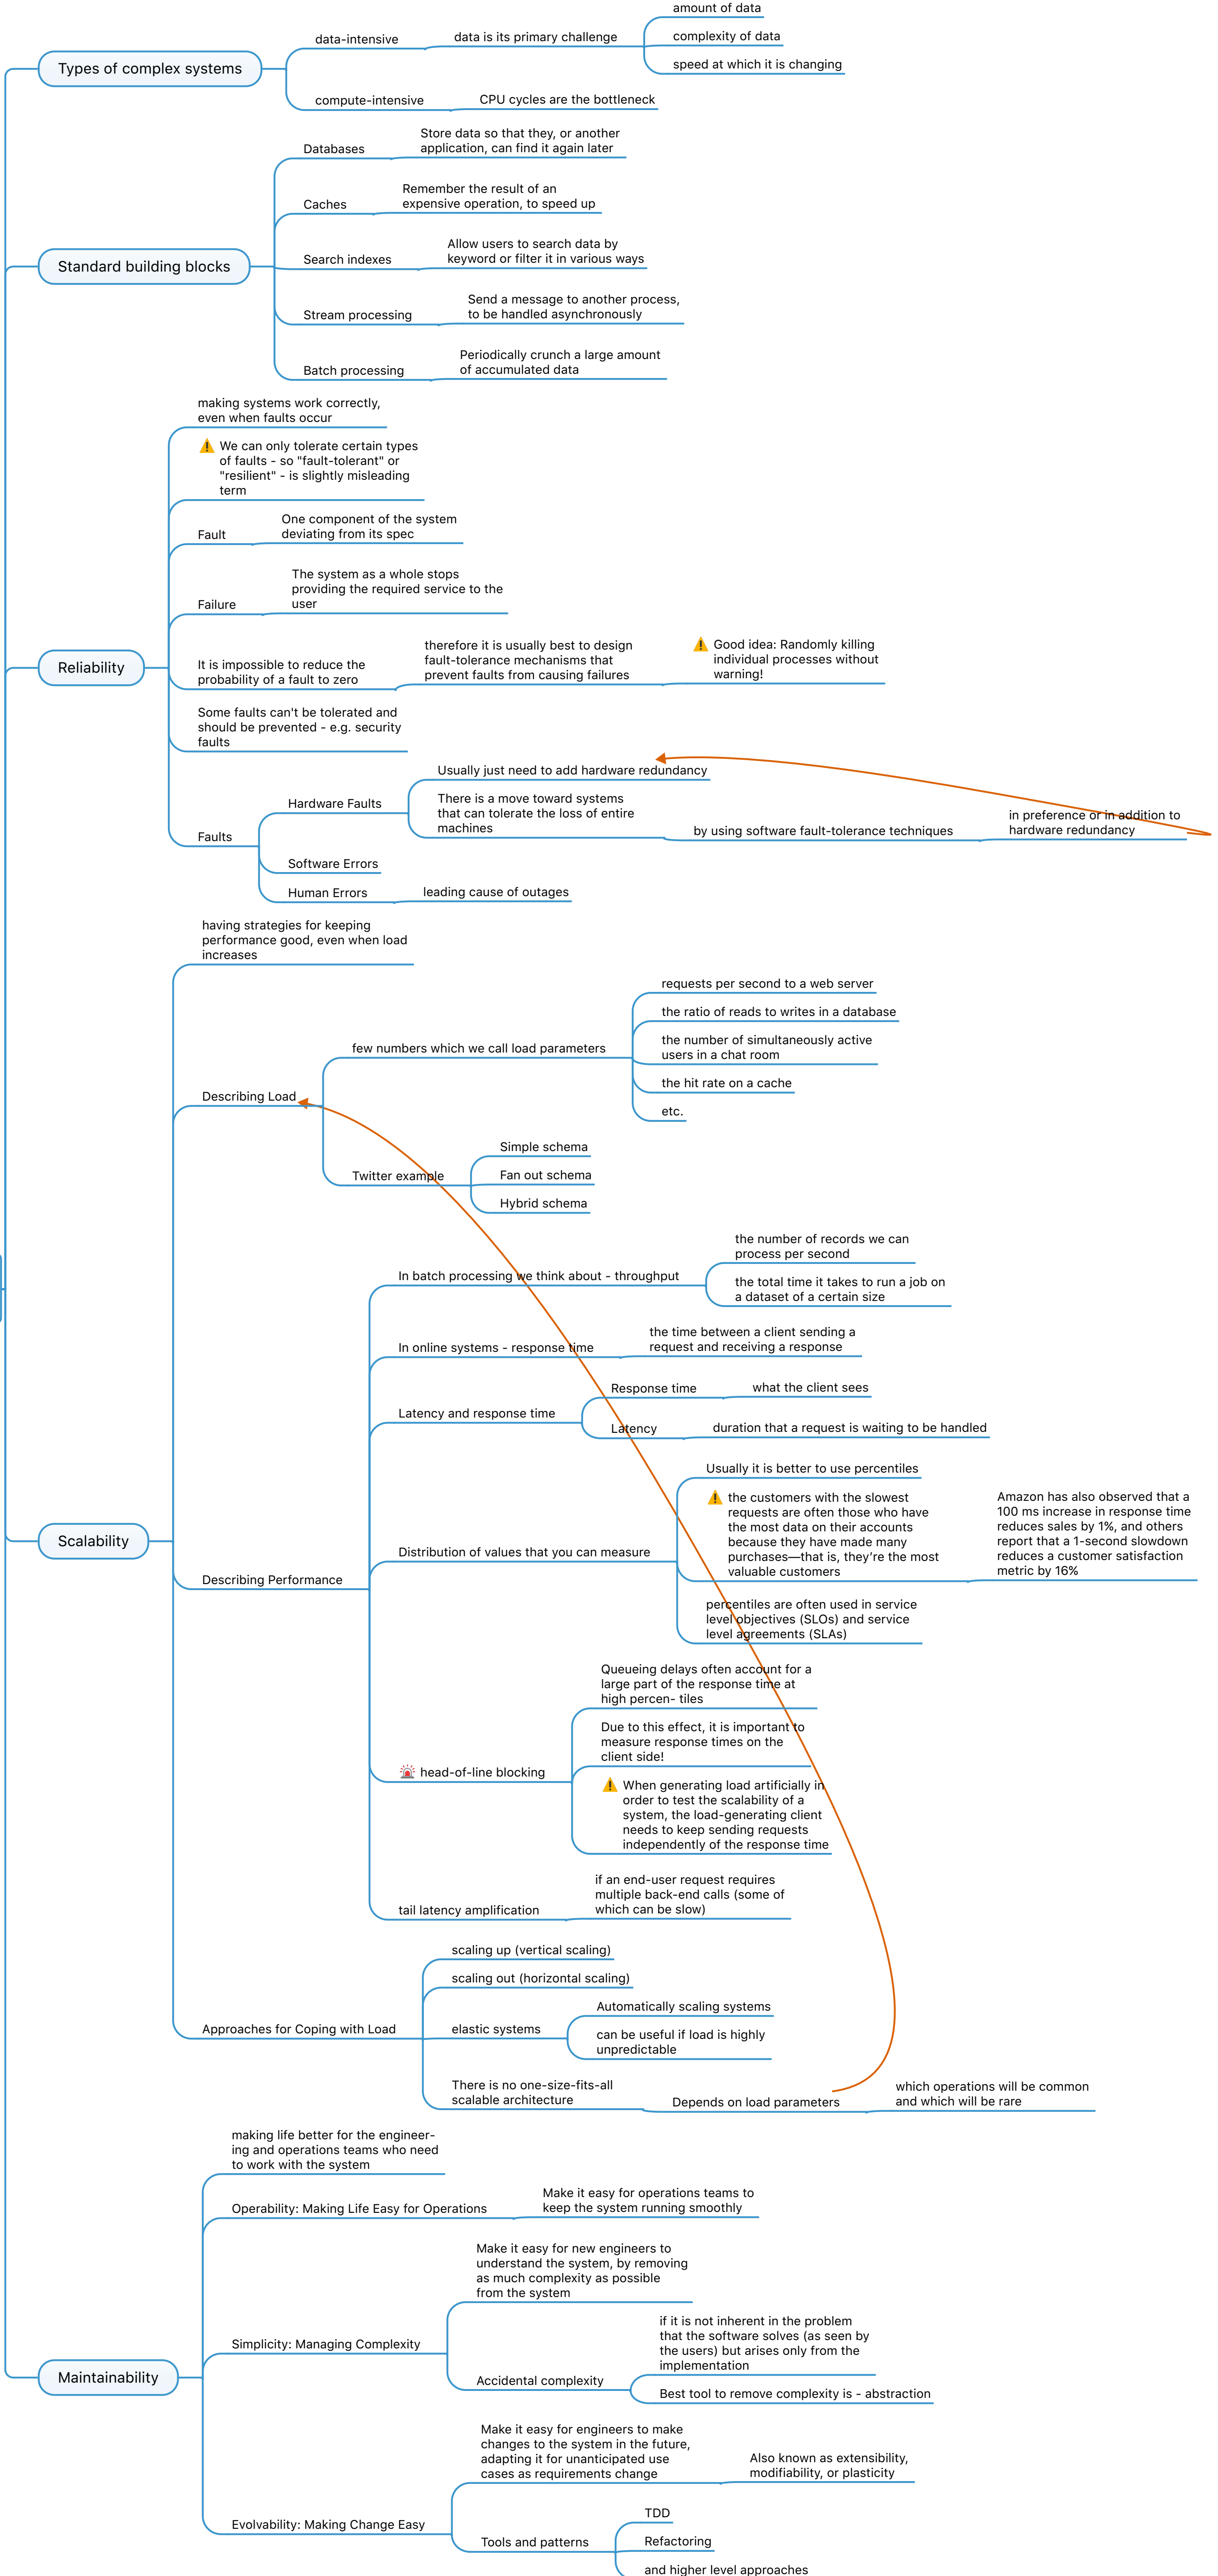 Types of complex systems
data-intensive
data is its primary challenge
amount of data
complexity of data
speed at which it is changing
compute-intensive
CPU cycles are the bottleneck
Standard building blocks
Databases
Store data so that they, or another
application, can find it again later
Caches
Remember the result of an
expensive operation, to speed up
Search indexes
Allow users to search data by
keyword or filter it in various ways
Stream processing
Send a message to another process,
to be handled asynchronously
Batch processing
Periodically crunch a large amount
of accumulated data
Reliability
making systems work correctly,
even when faults occur
We can only tolerate certain types
of faults - so "fault-tolerant" or
"resilient" - is slightly misleading
term
Fault
One component of the system
deviating from its spec
Failure
The system as a whole stops
providing the required service to the
user
It is impossible to reduce the
probability of a fault to zero
therefore it is usually best to design
fault-tolerance mechanisms that
prevent faults from causing failures
Good idea: Randomly killing
individual processes without
warning!
Some faults can't be tolerated and
should be prevented - e.g. security
faults
Faults
Hardware Faults
Usually just need to add hardware redundancy
There is a move toward systems
that can tolerate the loss of entire
machines
by using software fault-tolerance techniques
in preference or in addition to
hardware redundancy
Software Errors
Human Errors
leading cause of outages
Scalability
having strategies for keeping
performance good, even when load
increases
Describing Load
few numbers which we call load parameters
requests per second to a web server
the ratio of reads to writes in a database
the number of simultaneously active
users in a chat room
the hit rate on a cache
etc.
Twitter example
Simple schema
Fan out schema
Hybrid schema
Describing Performance
In batch processing we think about - throughput
the number of records we can
process per second
the total time it takes to run a job on
a dataset of a certain size
In online systems - response time
the time between a client sending a
request and receiving a response
Latency and response time
Response time
what the client sees
Latency
duration that a request is waiting to be handled
Distribution of values that you can measure
Usually it is better to use percentiles
the customers with the slowest
requests are often those who have
the most data on their accounts
because they have made many
purchases—that is, they're the most
valuable customers
Amazon has also observed that a
100 ms increase in response time
reduces sales by 1%, and others
report that a 1-second slowdown
reduces a customer satisfaction
metric by 16%
percentiles are often used in service
level objectives (SLOs) and service
level agreements (SLAs)
head-of-line blocking
Queueing delays often account for a
large part of the response time at
high percen- tiles
Due to this effect, it is important to
measure response times on the
client side!
When generating load artificially in
order to test the scalability of a
system, the load-generating client
needs to keep sending requests
independently of the response time
tail latency amplification
if an end-user request requires
multiple back-end calls (some of
which can be slow)
Approaches for Coping with Load
scaling up (vertical scaling)
scaling out (horizontal scaling)
elastic systems
Automatically scaling systems
can be useful if load is highly
unpredictable
There is no one-size-fits-all
scalable architecture
Depends on load parameters
which operations will be common
and which will be rare
Maintainability
making life better for the engineer-
ing and operations teams who need
to work with the system
Operability: Making Life Easy for Operations
Make it easy for operations teams to
keep the system running smoothly
Simplicity: Managing Complexity
Make it easy for new engineers to
understand the system, by removing
as much complexity as possible
from the system
Accidental complexity
if it is not inherent in the problem
that the software solves (as seen by
the users) but arises only from the
implementation
Best tool to remove complexity is - abstraction
Evolvability: Making Change Easy
Make it easy for engineers to make
changes to the system in the future,
adapting it for unanticipated use
cases as requirements change
Also known as extensibility,
modifiability, or plasticity
Tools and patterns
TDD
Refactoring
and higher level approaches